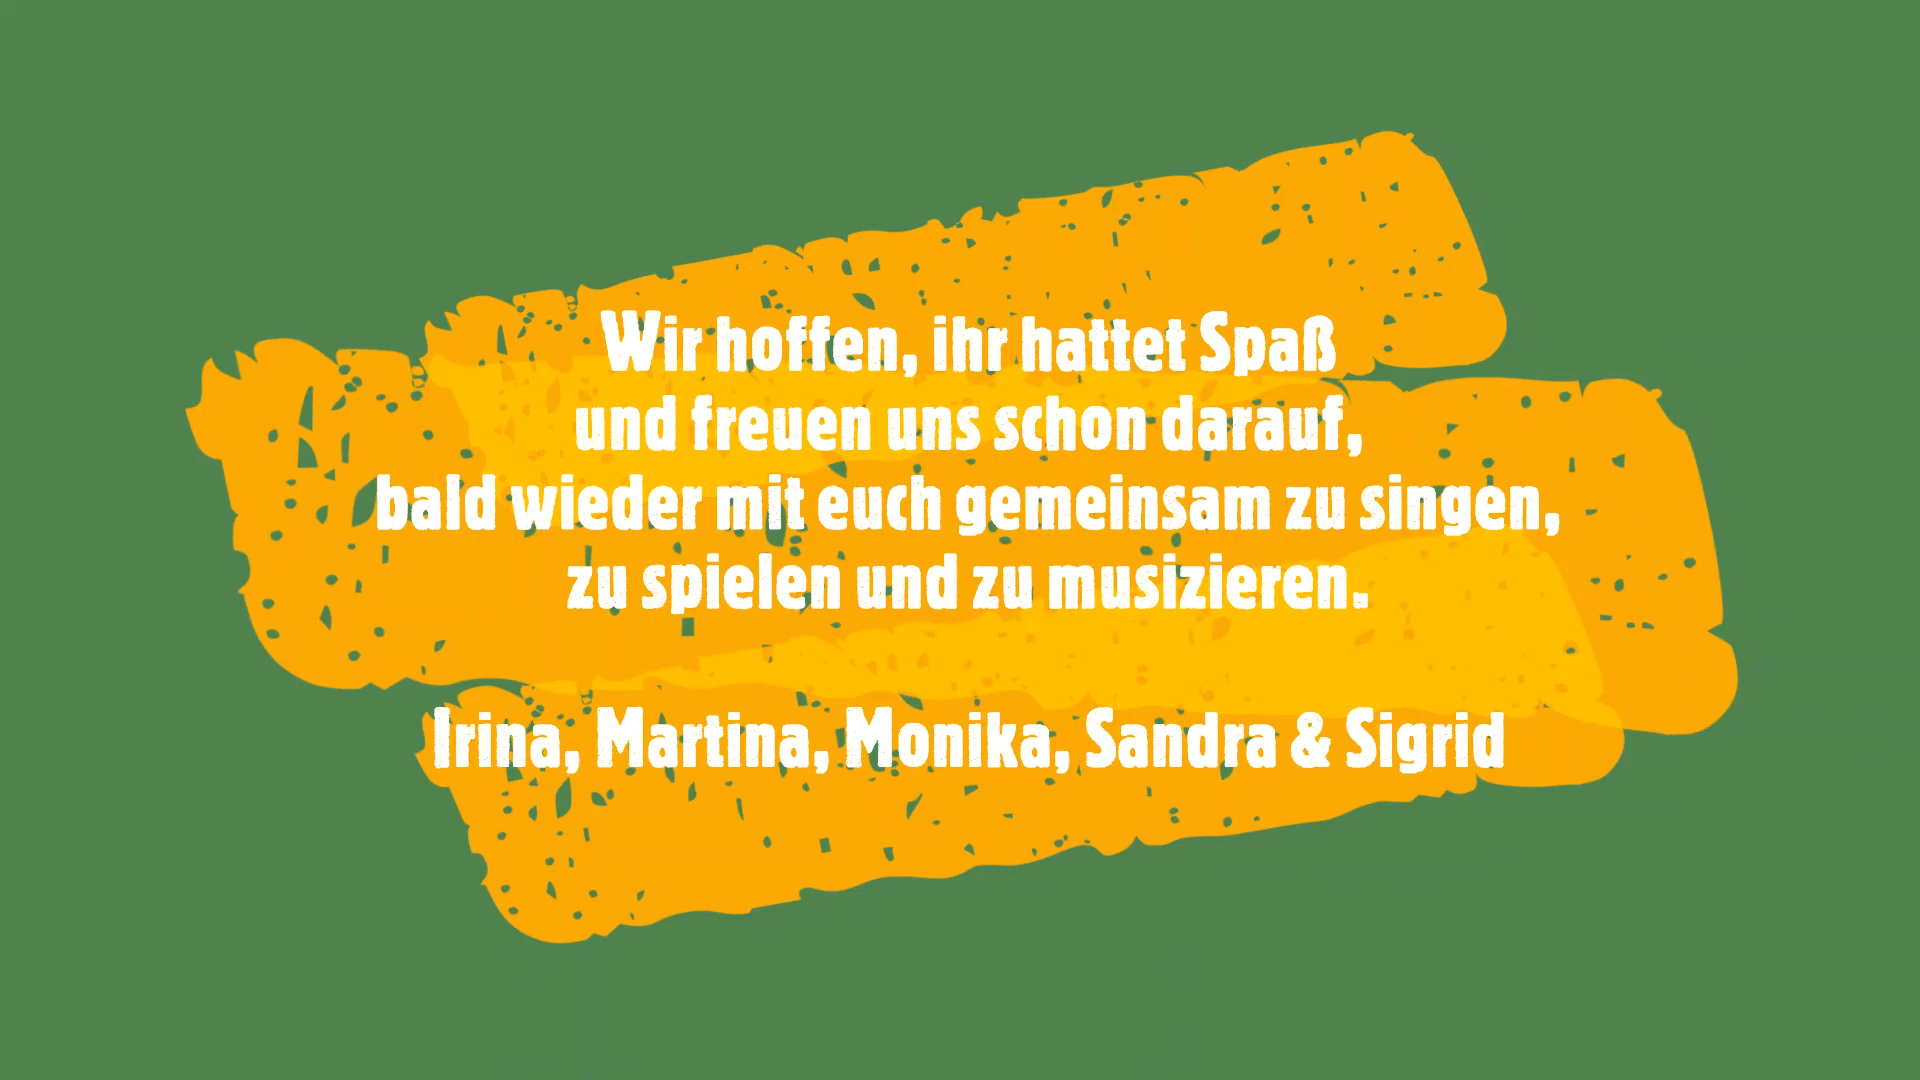 Wir hoffen, ihr hattet Spaß
und freuen uns schon darauf,
bald wieder mit euch gemeinsam zu singen,
zu spielen und zu musizieren.
Irina, Martina, Monika, Sandra & Sigrid